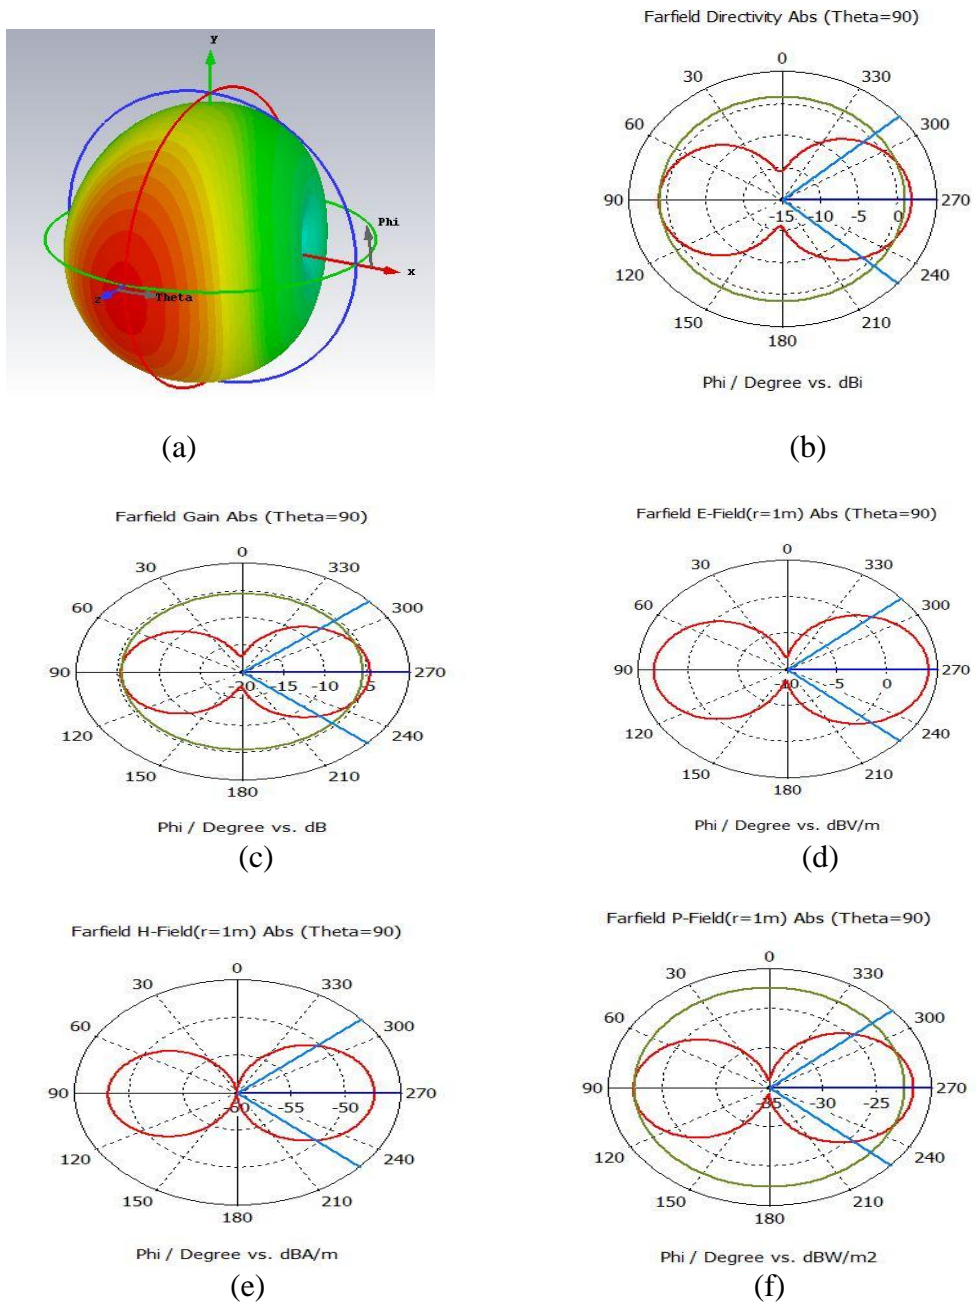 y
Phi
x
z
Theta
(a)
Farfield Directivity Abs (Theta=90)
0
30 330
60 300
90 -15 -10 -5 0 270
120 240
150 210
180
Phi / Degree vs. dBi
(b)
Farfield Gain Abs (Theta=90)
0
30 330
60 300
90 -20 -15 -10 -5 270
120 240
150 210
180
Phi / Degree vs. dB
(c)
Farfield E-Field(r=1m) Abs (Theta=90)
0
30 330
60 300
90 -10 -5 0 270
120 240
150 210
180
Phi / Degree vs. dBV/m
(d)
Farfield H-Field(r=1m) Abs (Theta=90)
0
30 330
60 300
90 -60 -55 -50 270
120 240
150 210
180
Phi / Degree vs. dBA/m
(e)
Farfield P-Field(r=1m) Abs (Theta=90)
0
30 330
60 300
90 -35 -30 -25 270
120 240
150 210
180
Phi / Degree vs. dBW/m2
(f)